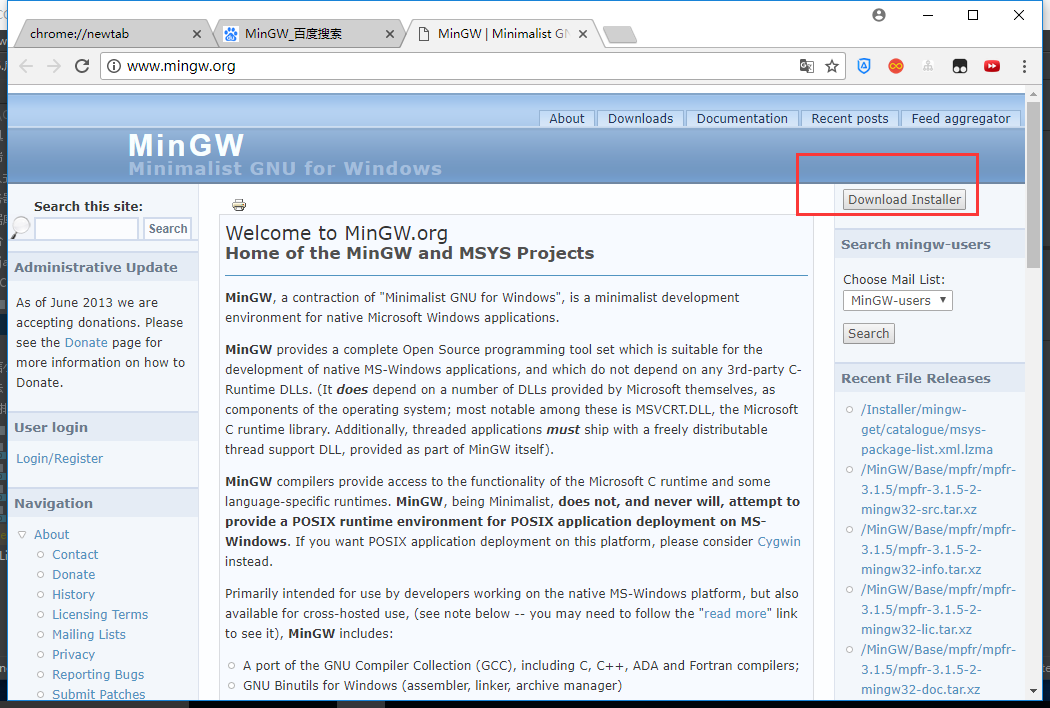 chrome://newtab
MinGW_百度搜索
MinGW | Minimalist GN
www.mingw.org
About
Downloads
Documentation
Recent posts
Feed aggregator
MinGW
Minimalist GNU for Windows
Search this site:
Search
Administrative Update
As of June 2013 we are
accepting donations. Please
see the Donate page for
more information on how to
Donate.
User login
Login/Register
Navigation
About
Contact
Donate
History
Licensing Terms
Mailing Lists
Privacy
Reporting Bugs
Submit Patches
Welcome to MinGW.org
Home of the MinGW and MSYS Projects
MinGW, a contraction of "Minimalist GNU for Windows", is a minimalist development
environment for native Microsoft Windows applications.
MinGW provides a complete Open Source programming tool set which is suitable for the
development of native MS-Windows applications, and which do not depend on any 3rd-party C-
Runtime DLLs. (It does depend on a number of DLLs provided by Microsoft themselves, as
components of the operating system; most notable among these is MSVCRT.DLL, the Microsoft
C runtime library. Additionally, threaded applications must ship with a freely distributable
thread support DLL, provided as part of MinGW itself).
MinGW compilers provide access to the functionality of the Microsoft C runtime and some
language-specific runtimes. MinGW, being Minimalist, does not, and never will, attempt to
provide a POSIX runtime environment for POSIX application deployment on MS-
Windows. If you want POSIX application deployment on this platform, please consider Cygwin
instead.
Primarily intended for use by developers working on the native MS-Windows platform, but also
available for cross-hosted use, (see note below -- you may need to follow the "read more" link
to see it), MinGW includes:
A port of the GNU Compiler Collection (GCC), including C, C++, ADA and Fortran compilers;
GNU Binutils for Windows (assembler, linker, archive manager)
Download Installer
Search mingw-users
Choose Mail List:
MinGW-users
Search
Recent File Releases
/Installer/mingw-
get/catalogue/msys-
package-list.xml.lzma
/MinGW/Base/mpfr/mpfr-
3.1.5/mpfr-3.1.5-2-
mingw32-src.tar.xz
/MinGW/Base/mpfr/mpfr-
3.1.5/mpfr-3.1.5-2-
mingw32-info.tar.xz
/MinGW/Base/mpfr/mpfr-
3.1.5/mpfr-3.1.5-2-
mingw32-lic.tar.xz
/MinGW/Base/mpfr/mpfr-
3.1.5/mpfr-3.1.5-2-
mingw32-doc.tar.xz